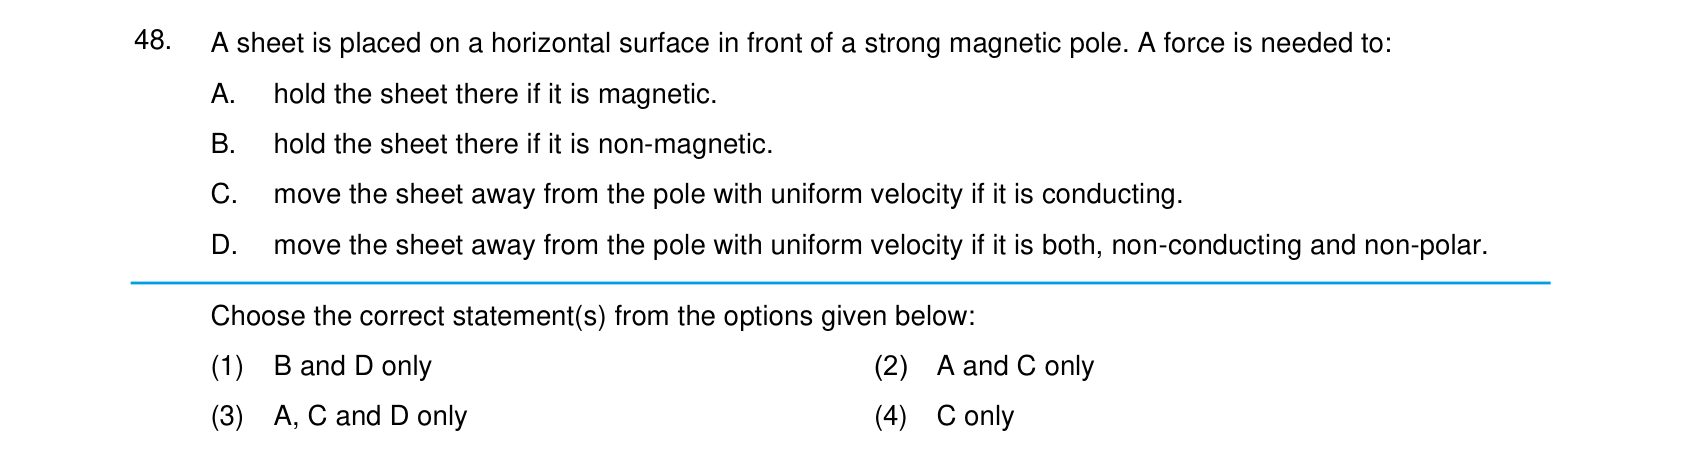 48. A sheet is placed on a horizontal surface in front of a strong magnetic pole. A force is needed to:
A. hold the sheet there if it is magnetic.
B. hold the sheet there if it is non-magnetic.
C. move the sheet away from the pole with uniform velocity if it is conducting.
D. move the sheet away from the pole with uniform velocity if it is both, non-conducting and non-polar.
Choose the correct statement(s) from the options given below:
(1) B and D only (2) A and C only
(3) A, C and D only (4) C only